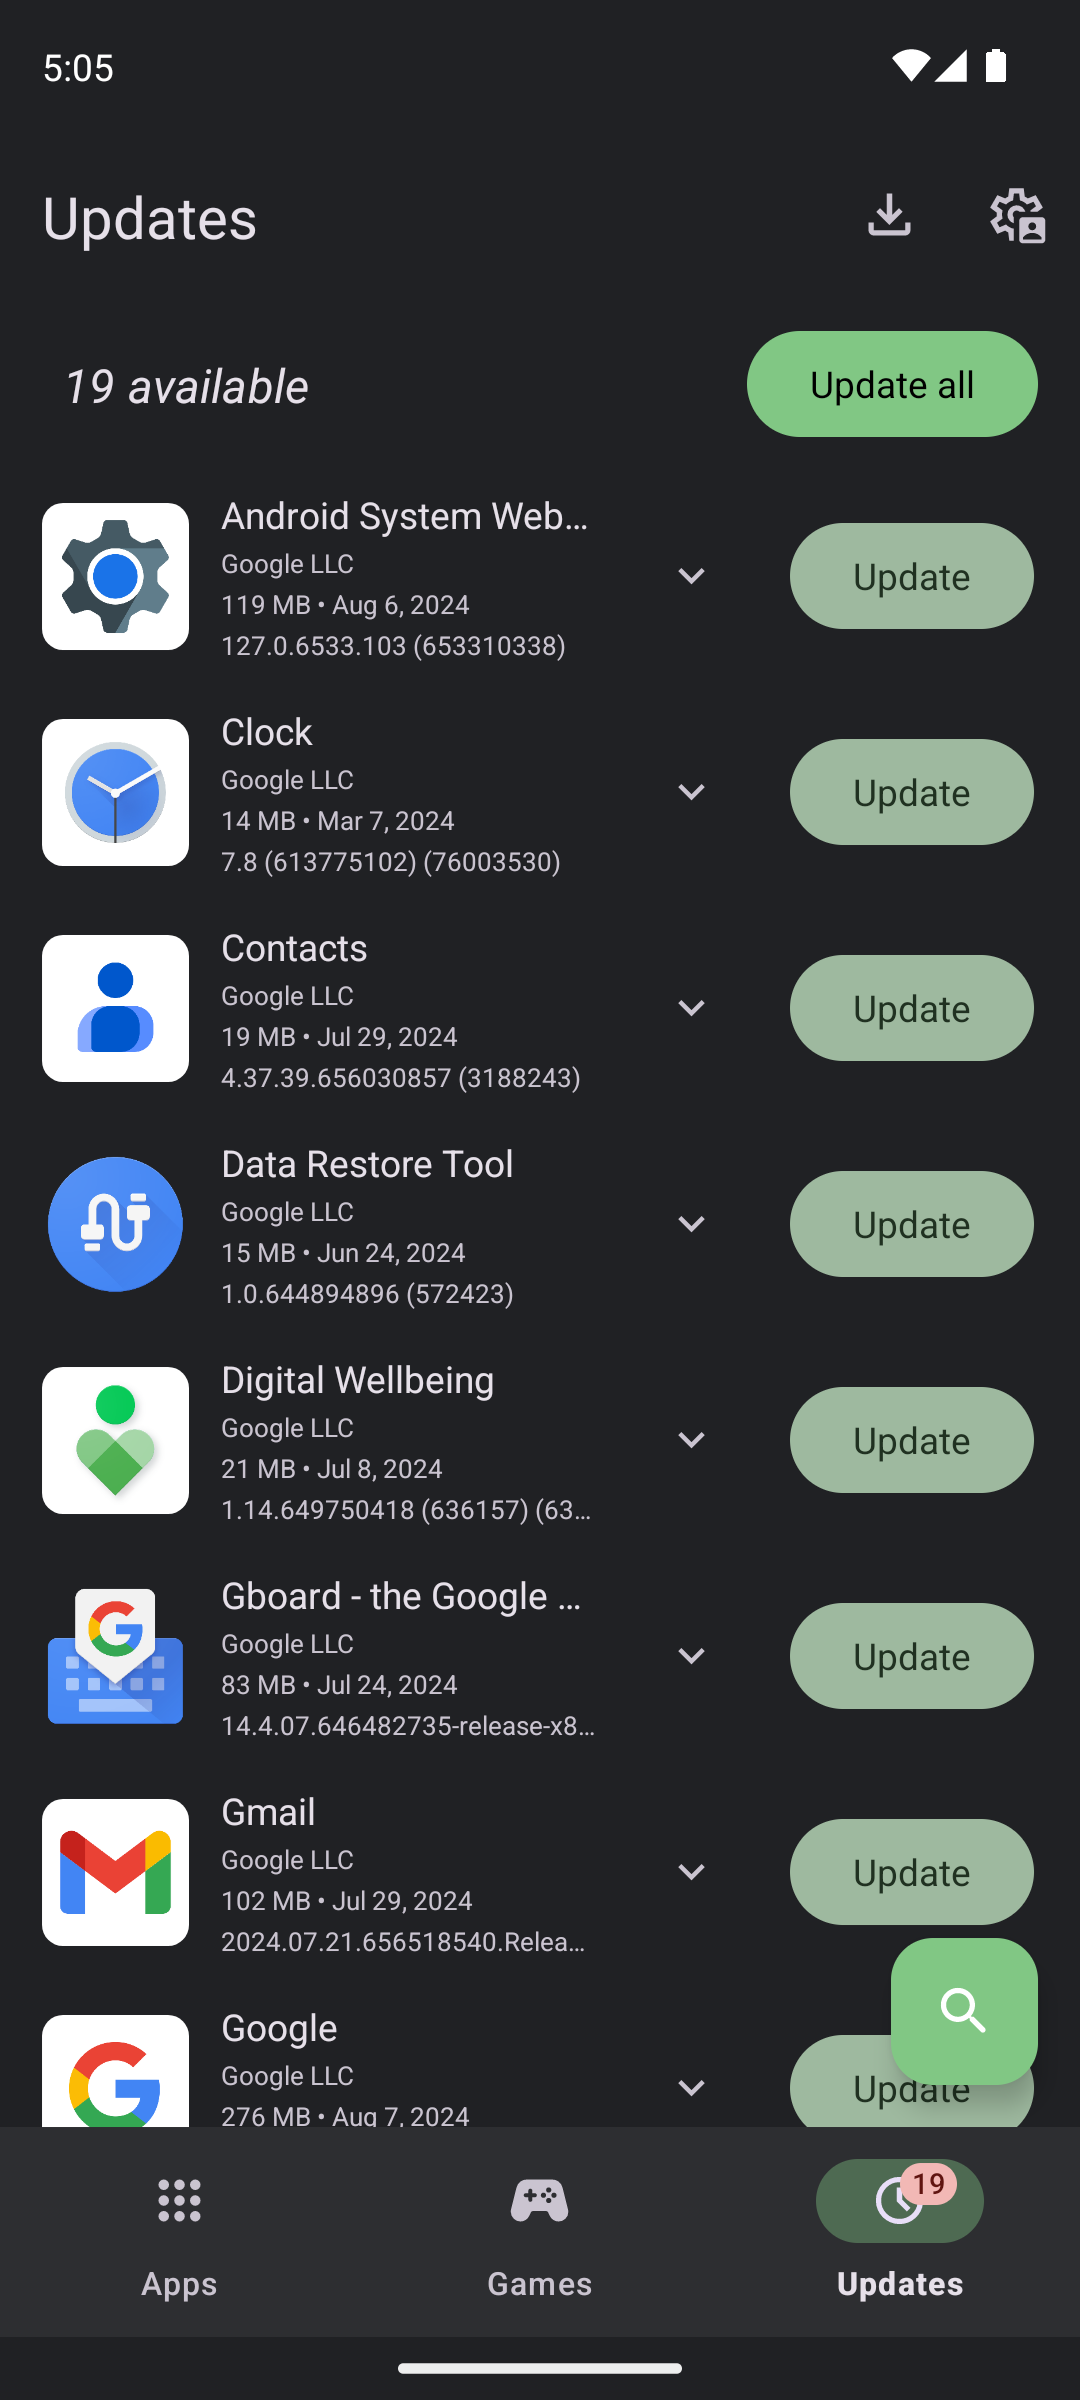 5:05
Updates
19 available
Update all
Android System Web...
Google LLC
119 MB • Aug 6, 2024
127.0.6533.103 (653310338)
Update
Clock
Google LLC
14 MB • Mar 7, 2024
7.8 (613775102) (76003530)
Update
Contacts
Google LLC
19 MB • Jul 29, 2024
4.37.39.656030857 (3188243)
Update
Data Restore Tool
Google LLC
15 MB • Jun 24, 2024
1.0.644894896 (572423)
Update
Digital Wellbeing
Google LLC
21 MB • Jul 8, 2024
1.14.649750418 (636157) (63...
Update
Gboard - the Google ...
Google LLC
83 MB • Jul 24, 2024
14.4.07.646482735-release-x8...
Update
Gmail
Google LLC
102 MB • Jul 29, 2024
2024.07.21.656518540.Relea...
Update
Google
Google LLC
276 MB • Aug 7, 2024
Update
19
Apps
Games
Updates